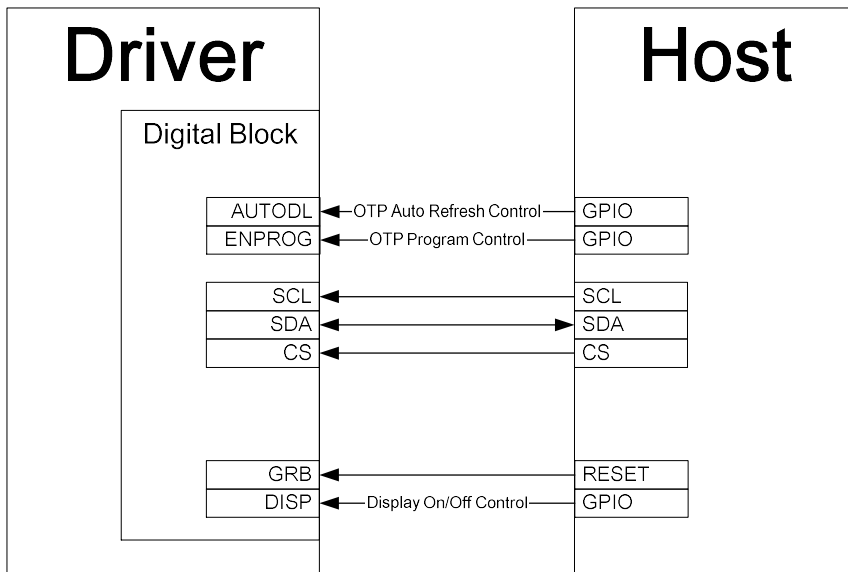 Driver
Host
Digital Block
AUTODL OTP Auto Refresh Control GPIO
ENPROG OTP Program Control GPIO
SCL SCL
SDA SDA
CS CS
GRB RESET
DISP Display On/Off Control GPIO